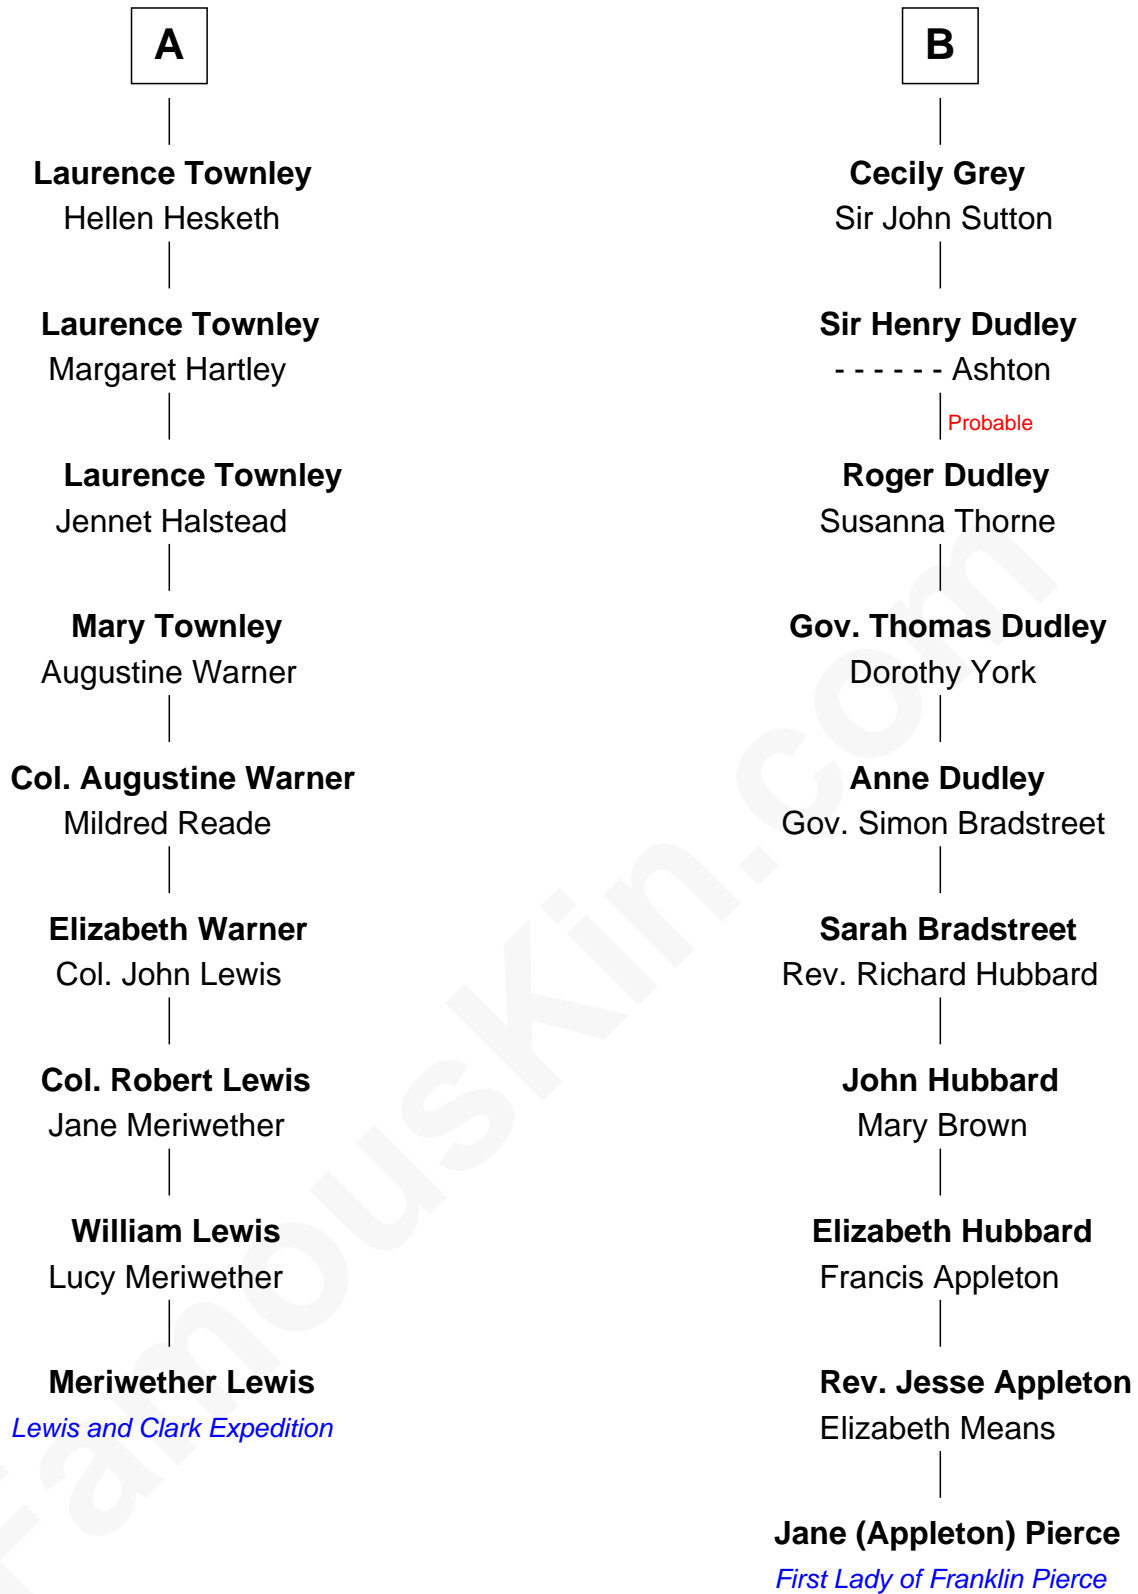 A
Laurence Townley
Hellen Hesketh
Laurence Townley
Margaret Hartley
Laurence Townley
Jennet Halstead
Mary Townley
Augustine Warner
Col. Augustine Warner
Mildred Reade
Elizabeth Warner
Col. John Lewis
Col. Robert Lewis
Jane Meriwether
William Lewis
Lucy Meriwether
Meriwether Lewis
Lewis and Clark Expedition
B
Cecily Grey
Sir John Sutton
Sir Henry Dudley
- - - - - - Ashton
Probable
Roger Dudley
Susanna Thorne
Gov. Thomas Dudley
Dorothy York
Anne Dudley
Gov. Simon Bradstreet
Sarah Bradstreet
Rev. Richard Hubbard
John Hubbard
Mary Brown
Elizabeth Hubbard
Francis Appleton
Rev. Jesse Appleton
Elizabeth Means
Jane (Appleton) Pierce
First Lady of Franklin Pierce
FamousKin.com